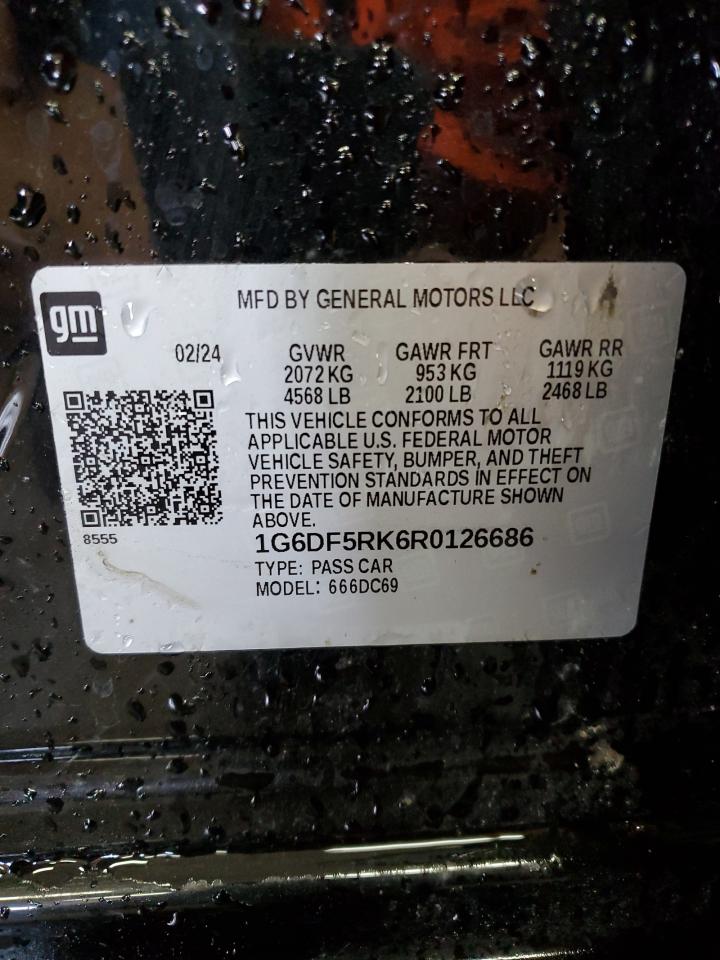 MFD BY GENERAL MOTORS LLC
gm
02/24 GVWR GAWR FRT GAWR RR
2072 KG 953 KG 1119 KG
4568 LB 2100 LB 2468 LB
THIS VEHICLE CONFORMS TO ALL
APPLICABLE U.S. FEDERAL MOTOR
VEHICLE SAFETY, BUMPER, AND THEFT
PREVENTION STANDARDS IN EFFECT ON
THE DATE OF MANUFACTURE SHOWN
ABOVE.
8555
1G6DF5RK6R0126686
TYPE: PASS CAR
MODEL: 666DC69